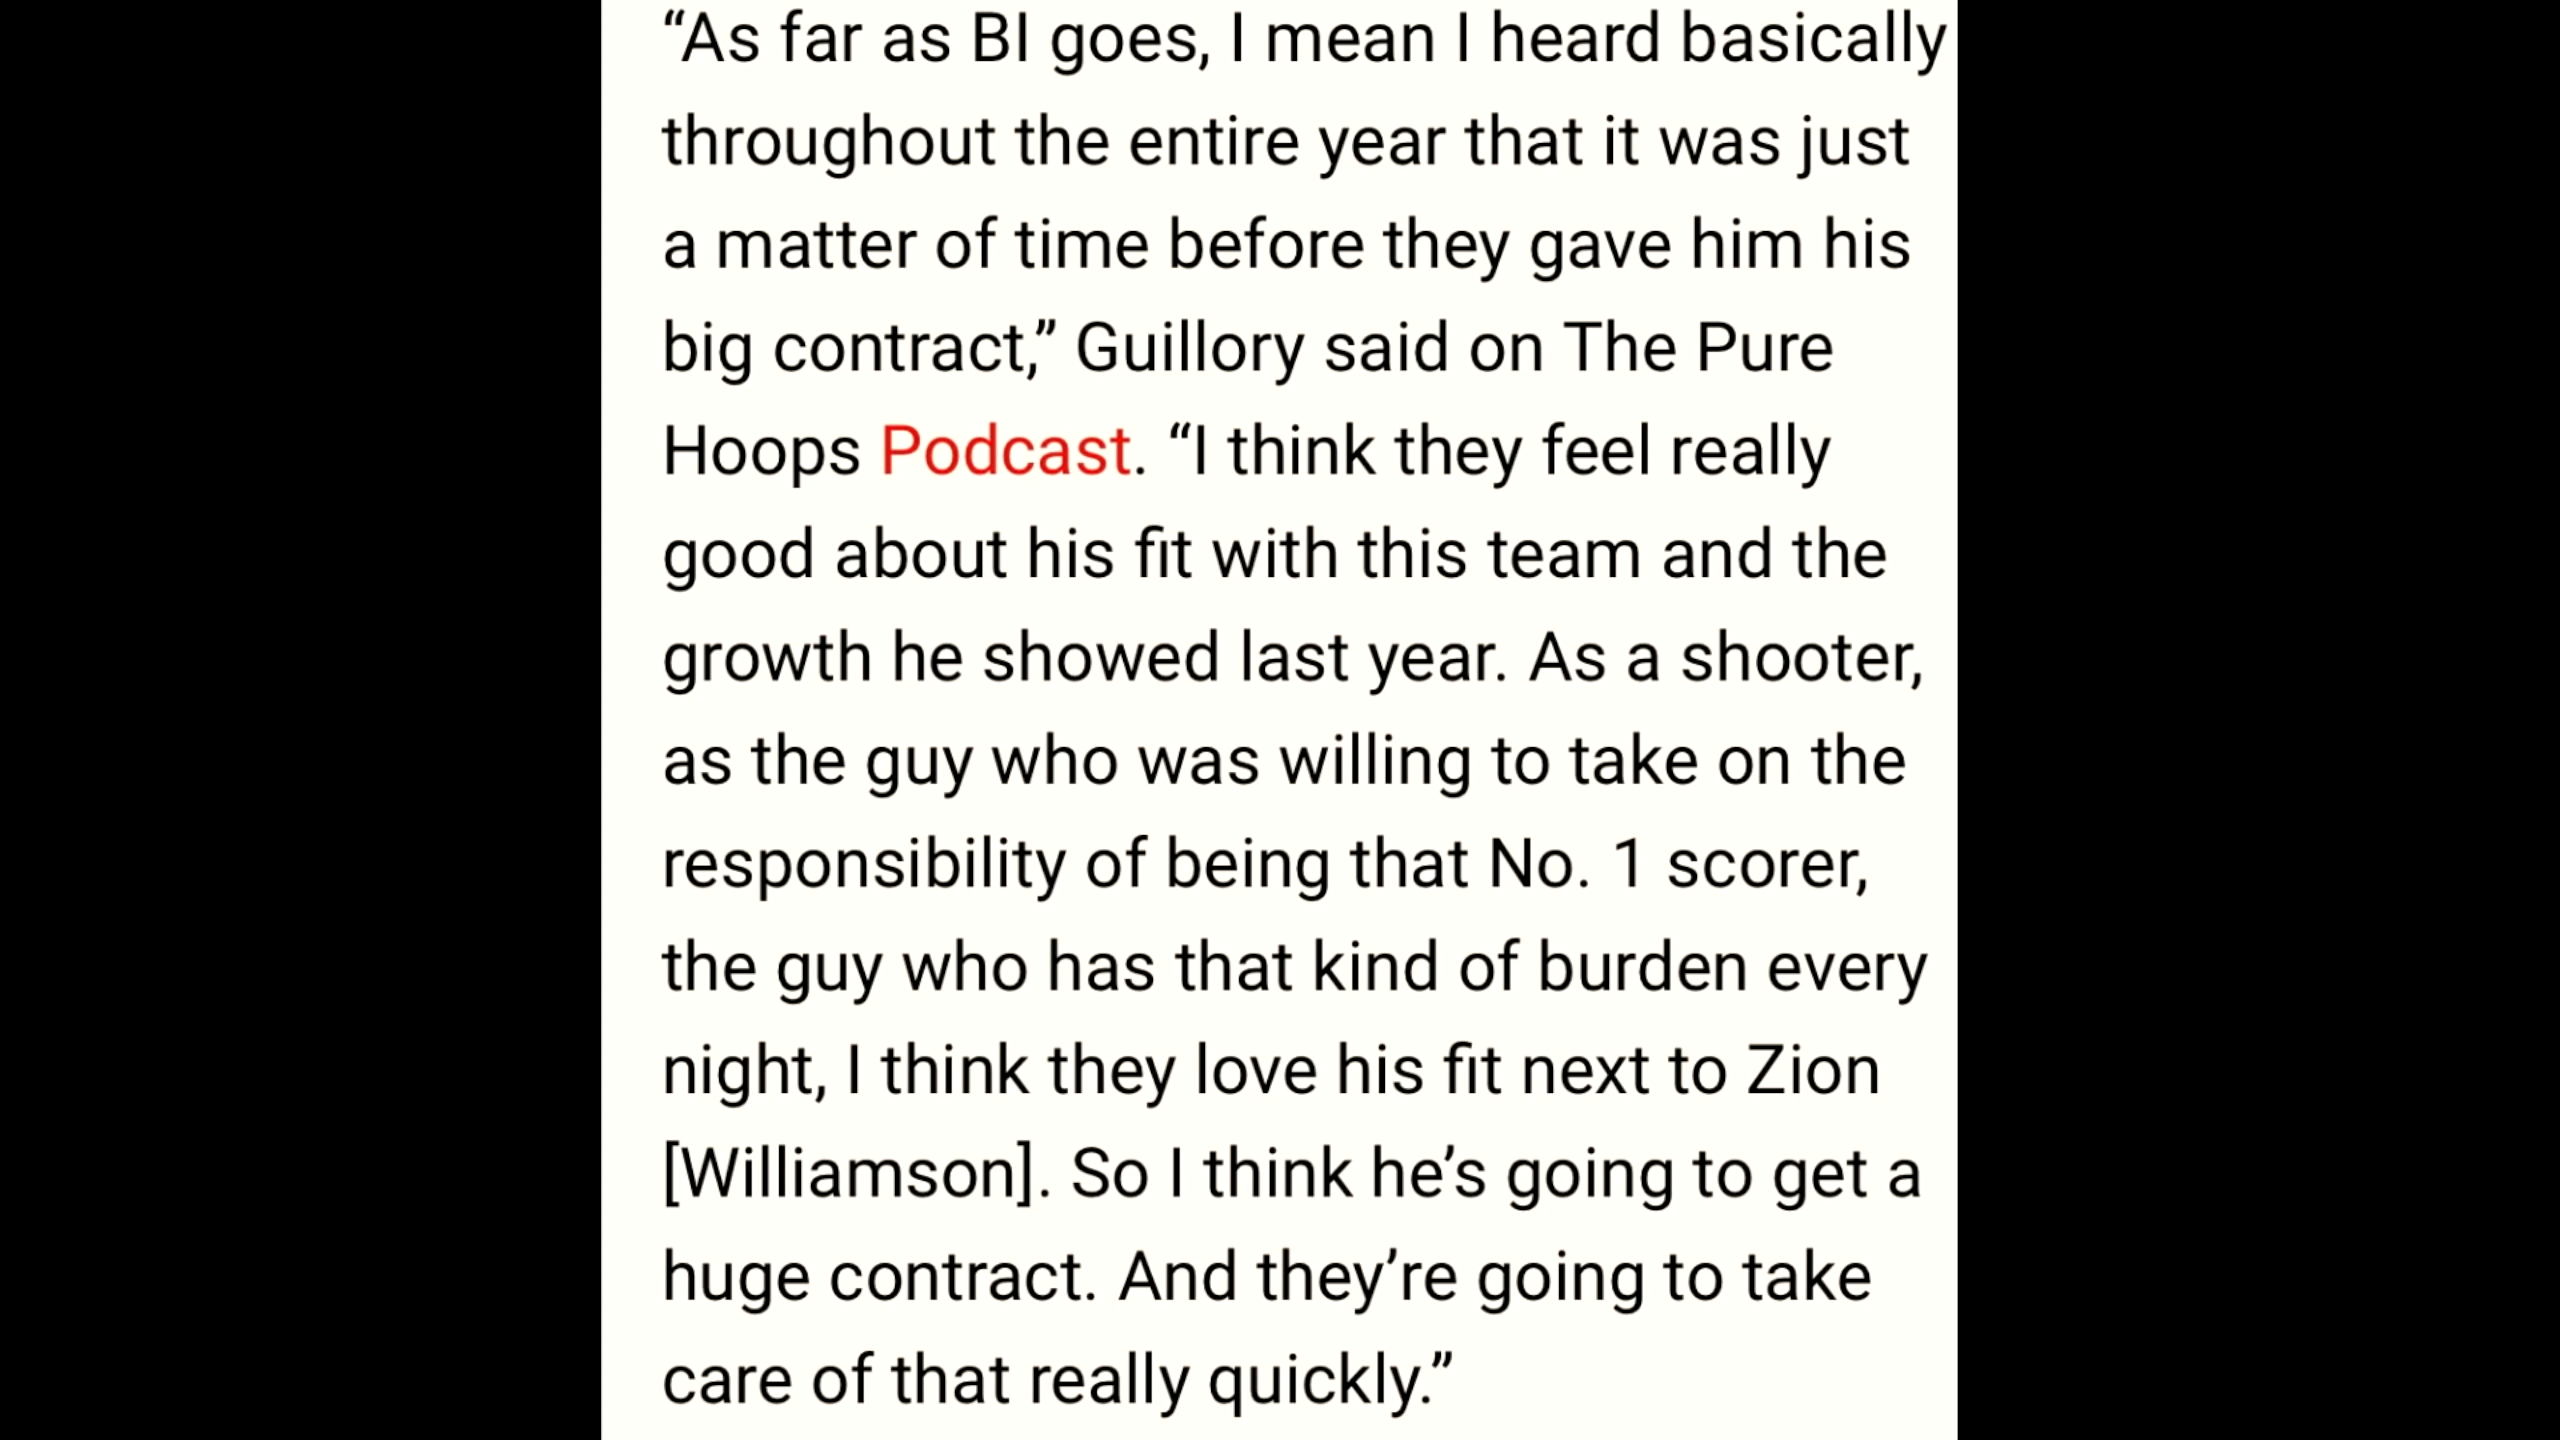 “As far as BI goes, I mean I heard basically
throughout the entire year that it was just
a matter of time before they gave him his
big contract,” Guillory said on The Pure
Hoops Podcast. “I think they feel really
good about his fit with this team and the
growth he showed last year. As a shooter,
as the guy who was willing to take on the
responsibility of being that No. 1 scorer,
the guy who has that kind of burden every
night, I think they love his fit next to Zion
[Williamson]. So I think he’s going to get a
huge contract. And they’re going to take
care of that really quickly.”